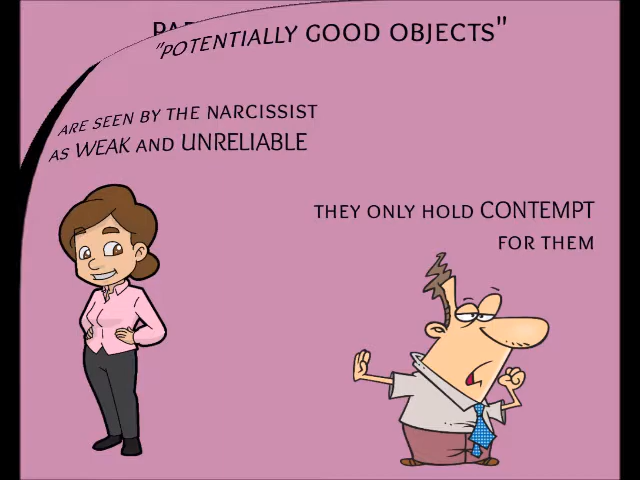 "POTENTIALLY GOOD OBJECTS"
ARE SEEN BY THE NARCISSIST
AS WEAK AND UNRELIABLE
THEY ONLY HOLD CONTEMPT
FOR THEM